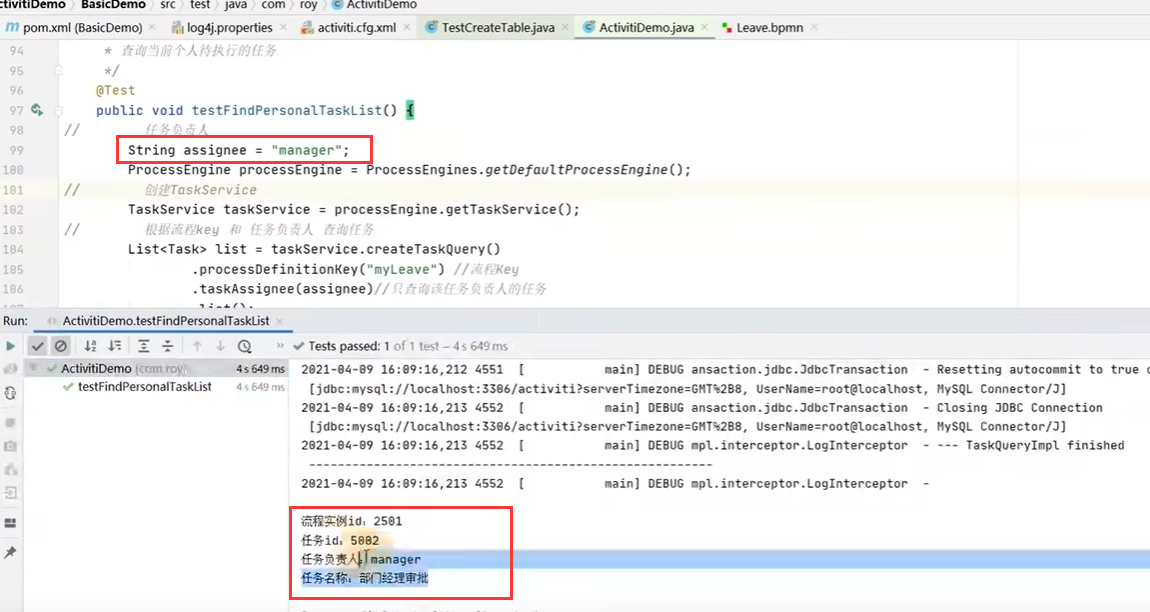 ctivitiDemo BasicDemo src test java com roy ActivitiDemo
pom.xml (BasicDemo) log4j.properties activiti.cfg.xml TestCreateTable.java ActivitiDemo.java Leave.bpmn
94 * 查询当前个人待执行的任务
95 */
96 @Test
97 public void testFindPersonalTaskList() {
98 // 任务负责人
99 String assignee = "manager";
100 ProcessEngine processEngine = ProcessEngines.getDefaultProcessEngine();
101 // 创建TaskService
102 TaskService taskService = processEngine.getTaskService();
103 // 根据流程key 和 任务负责人 查询任务
104 List<Task> list = taskService.createTaskQuery()
105 .processDefinitionKey("myLeave") //流程Key
106 .taskAssignee(assignee)//只查询该任务负责人的任务
107 .list();
Run: ActivitiDemo.testFindPersonalTaskList
Tests passed: 1 of 1 test – 4 s 649 ms
ActivitiDemo (com.roy) 4 s 649 ms
testFindPersonalTaskList 4 s 649 ms
2021-04-09 16:09:16,212 4551 [ main] DEBUG ansaction.jdbc.JdbcTransaction - Resetting autocommit to true
[jdbc:mysql://localhost:3306/activiti?serverTimezone=GMT%2B8, UserName=root@localhost, MySQL Connector/J]
2021-04-09 16:09:16,213 4552 [ main] DEBUG ansaction.jdbc.JdbcTransaction - Closing JDBC Connection
[jdbc:mysql://localhost:3306/activiti?serverTimezone=GMT%2B8, UserName=root@localhost, MySQL Connector/J]
2021-04-09 16:09:16,213 4552 [ main] DEBUG mpl.interceptor.LogInterceptor - --- TaskQueryImpl finished
--------------------------------------------------------
2021-04-09 16:09:16,213 4552 [ main] DEBUG mpl.interceptor.LogInterceptor -
流程实例id：2501
任务id：5002
任务负责人：manager
任务名称：部门经理审批